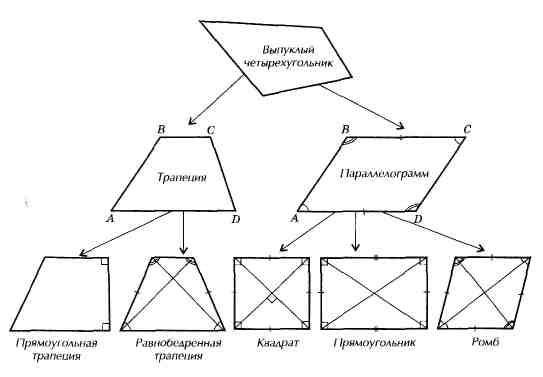 Выпуклый
четырехугольник
B C
B C
Трапеция
Параллелограмм
A D
A D
Прямоугольная
трапеция
Равнобедренная
трапеция
Квадрат
Прямоугольник
Ромб